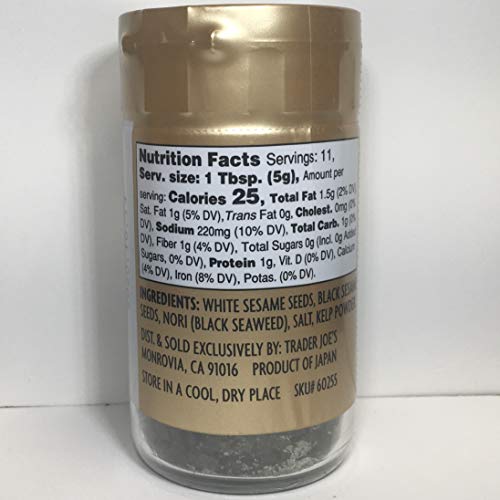 Nutrition Facts Servings: 11,
Serv. size: 1 Tbsp. (5g), Amount per
serving: Calories 25, Total Fat 1.5g (2% DV),
Sat. Fat 1g (5% DV), Trans Fat 0g, Cholest. 0mg (0%
DV), Sodium 220mg (10% DV), Total Carb. 1g (0%
DV), Fiber 1g (4% DV), Total Sugars 0g (Incl. 0g Added
Sugars, 0% DV), Protein 1g, Vit. D (0% DV), Calcium
(4% DV), Iron (8% DV), Potas. (0% DV).
INGREDIENTS: WHITE SESAME SEEDS, BLACK SESAME
SEEDS, NORI (BLACK SEAWEED), SALT, KELP POWDER
DIST. & SOLD EXCLUSIVELY BY: TRADER JOE'S
MONROVIA, CA 91016 PRODUCT OF JAPAN
STORE IN A COOL, DRY PLACE SKU# 60255